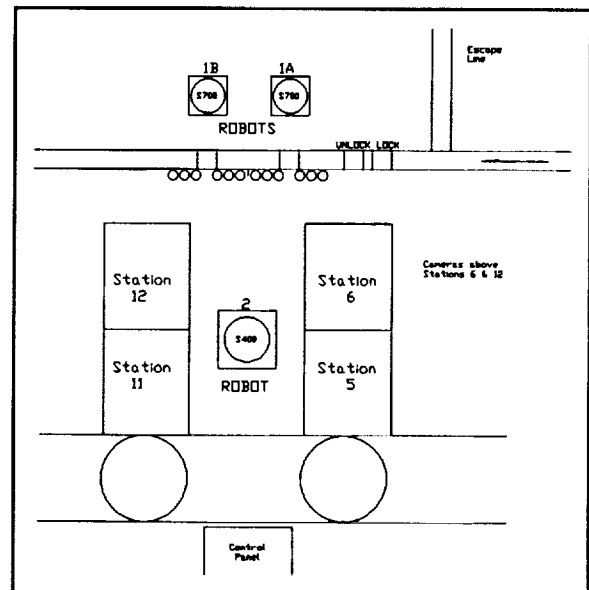 Escape
Line
1B
1A
S700
S700
ROBOTS
UNLOCK LOCK
Cameras above
Stations 6 & 12
Station
12
Station
6
2
S400
ROBOT
Station
11
Station
5
Control
Panel